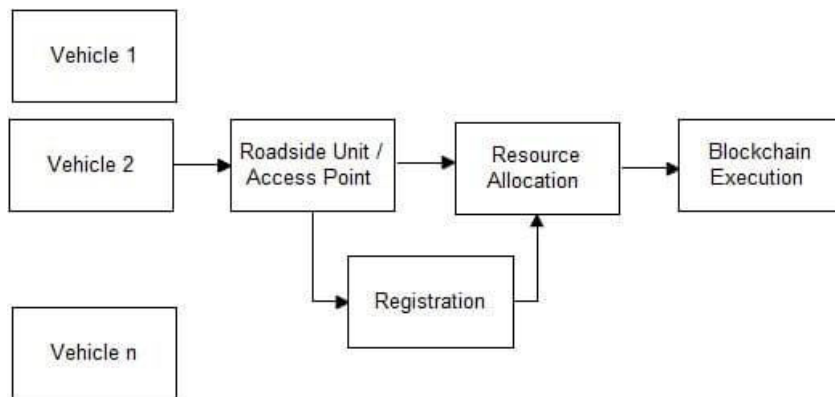 Vehicle 1
Vehicle 2
Roadside Unit /
Access Point
Resource
Allocation
Blockchain
Execution
Registration
Vehicle n